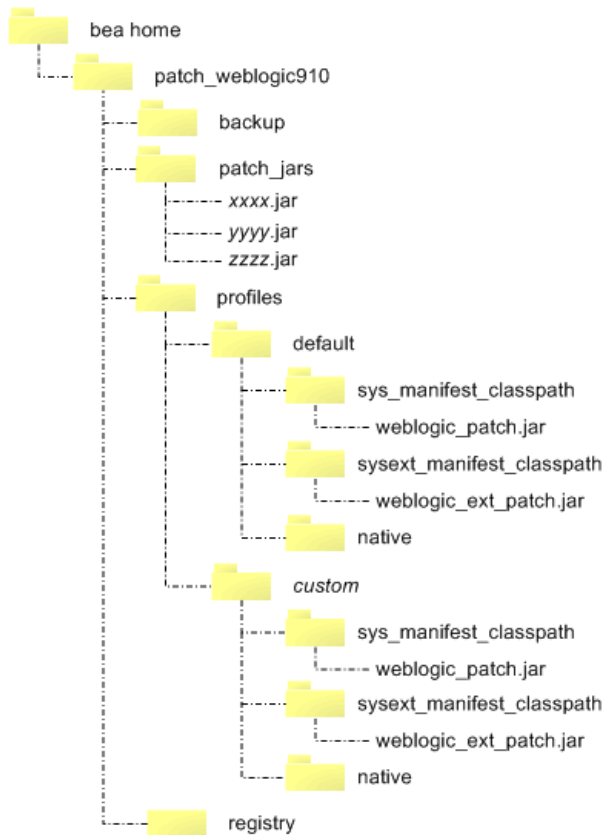 bea home
patch_weblogic910
backup
patch_jars
xxxx.jar
yyyy.jar
zzzz.jar
profiles
default
sys_manifest_classpath
weblogic_patch.jar
sysext_manifest_classpath
weblogic_ext_patch.jar
native
custom
sys_manifest_classpath
weblogic_patch.jar
sysext_manifest_classpath
weblogic_ext_patch.jar
native
registry